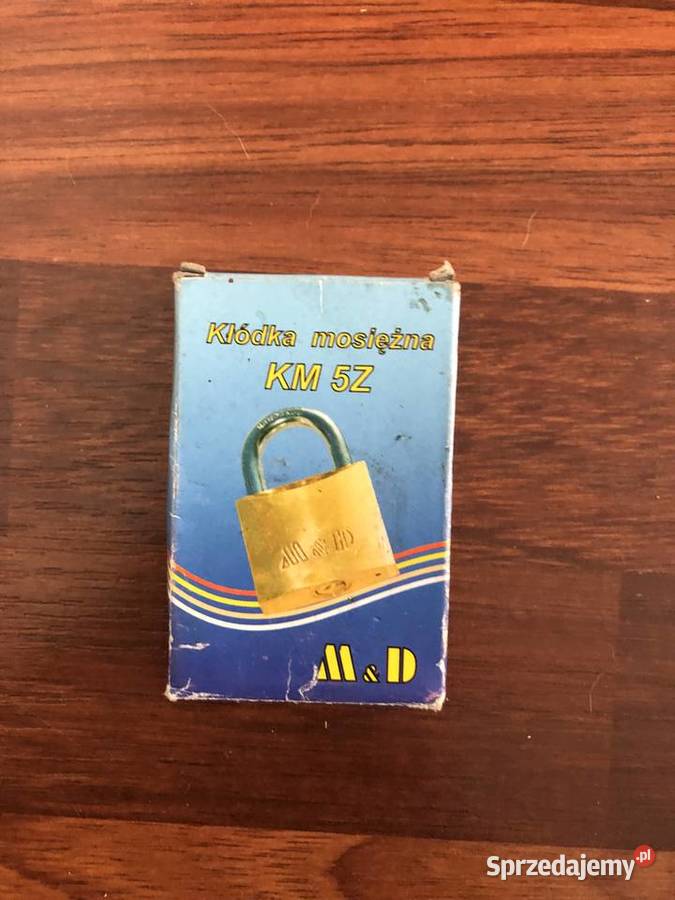 Kłódka mosiężna
KM 5Z
M&D
M & D
Sprzedajemy.pl